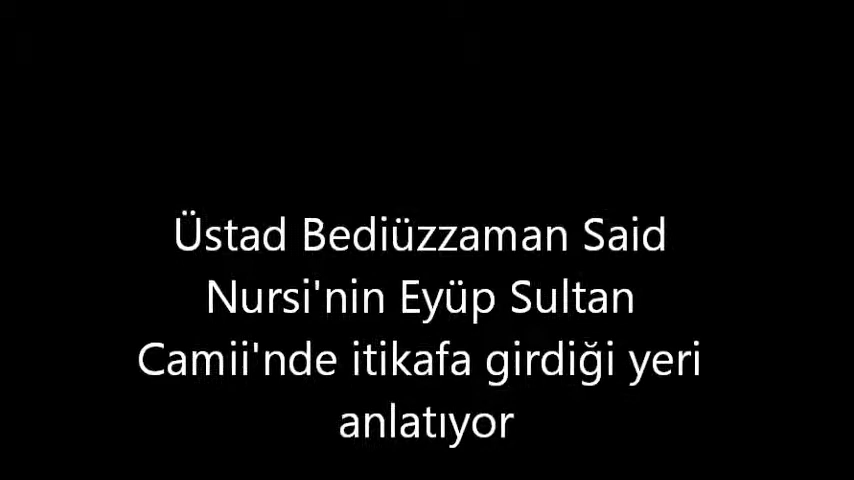 Üstad Bediüzzaman Said
Nursi'nin Eyüp Sultan
Camii'nde itikafa girdiği yeri
anlatıyor